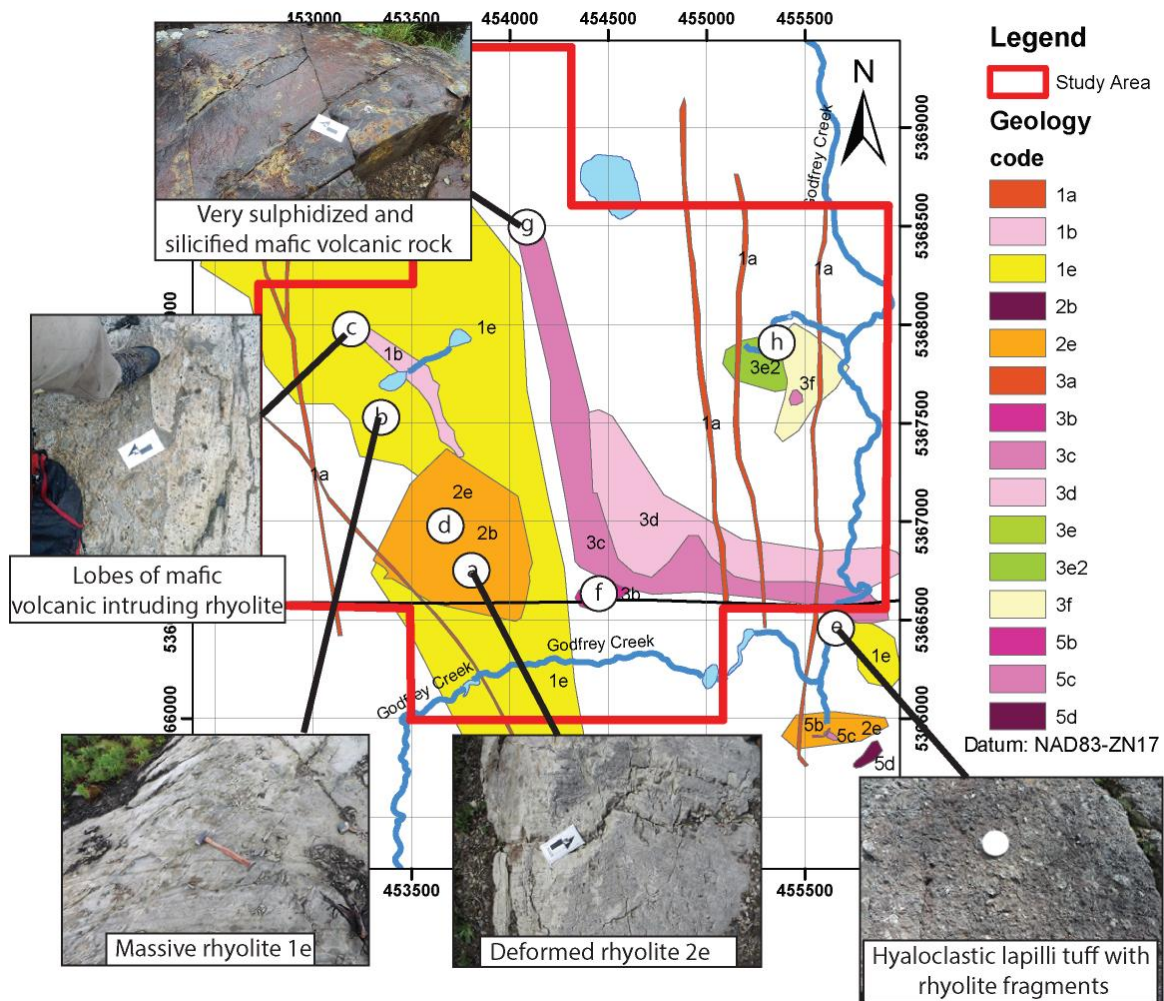 453000
453500
454000
454500
455000
455500
Legend
Study Area
Geology
code
1a
1b
1e
2b
2e
3a
3b
3c
3d
3e
3e2
3f
5b
5c
5d
Datum: NAD83-ZN17
N
5369000
5368500
5368000
5367500
5367000
5366500
Godfrey Creek
Very sulphidized and
silicified mafic volcanic rock
g
1a
1a
1a
c
1e
1b
h
3e2
3f
b
1a
1a
2e
d
2b
a
3d
3c
f
3b
e
1e
Lobes of mafic
volcanic intruding rhyolite
Godfrey Creek
Godfrey Creek
1e
5b
5c
2e
5d
66000
453500
455500
Massive rhyolite 1e
Deformed rhyolite 2e
Hyaloclastic lapilli tuff with
rhyolite fragments